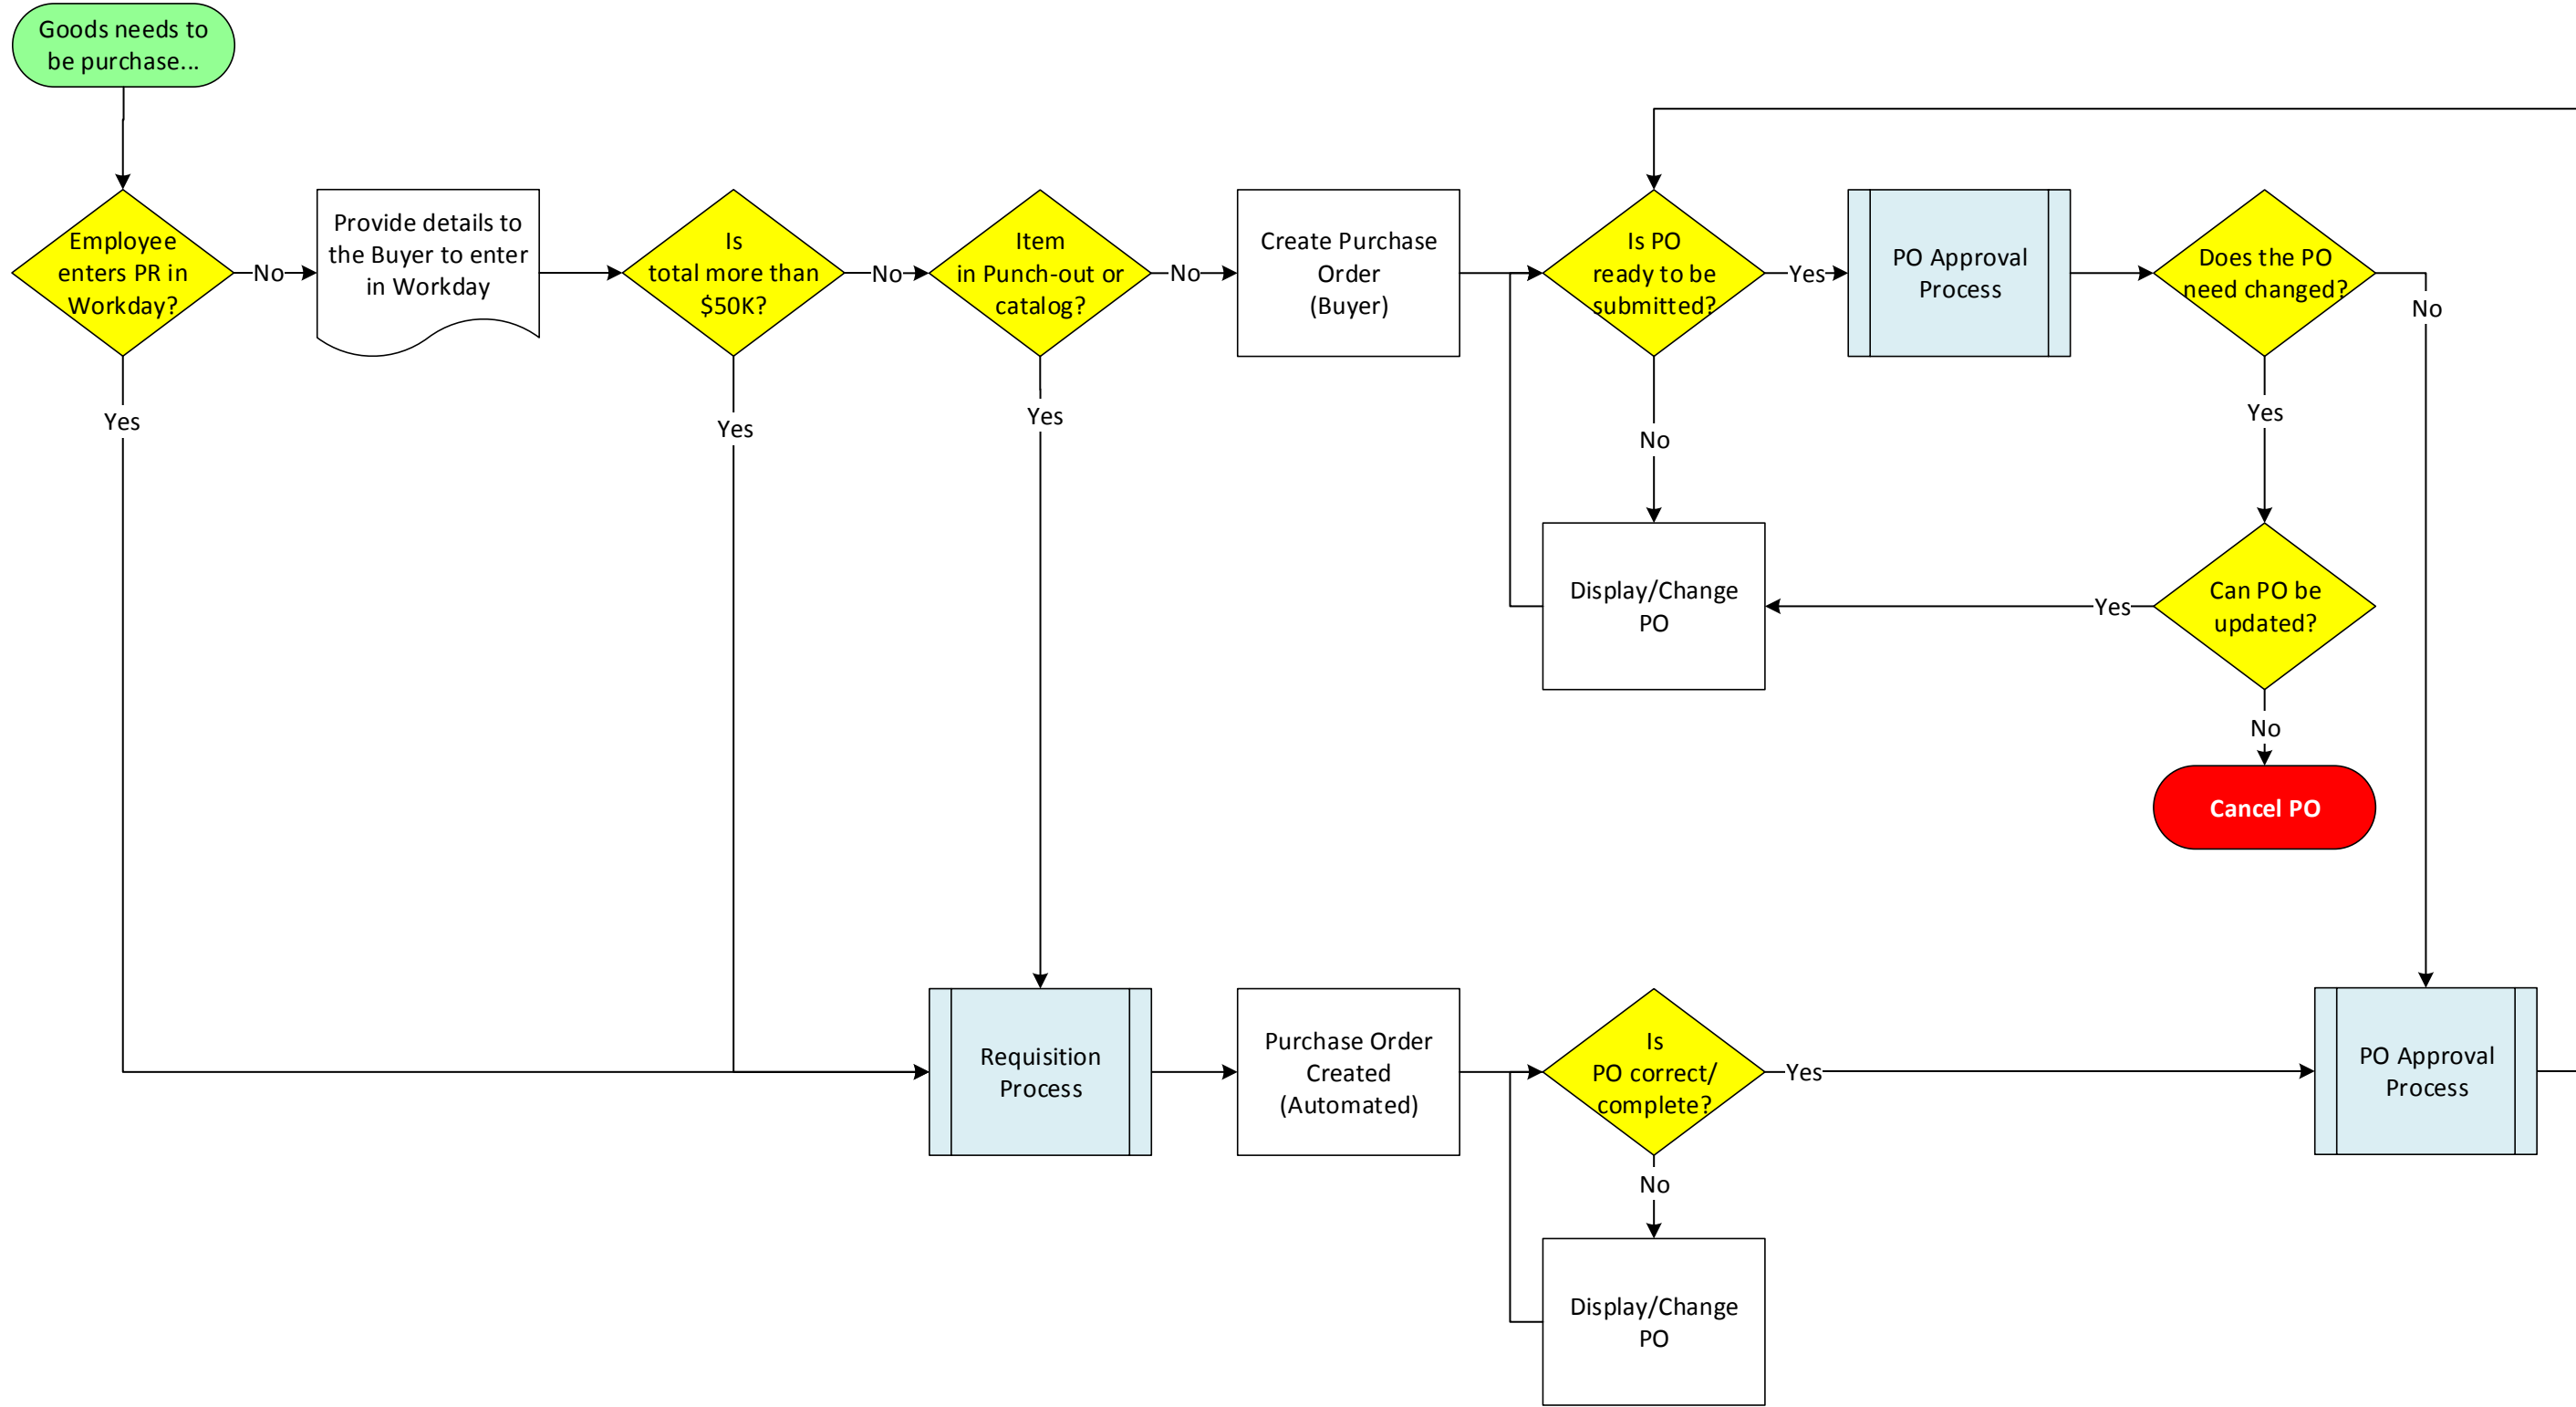 Goods needs to
be purchase...
Employee
enters PR in
Workday?
No
Provide details to
the Buyer to enter
in Workday
Is
total more than
$50K?
No
Item
in Punch-out or
catalog?
No
Create Purchase
Order
(Buyer)
Is PO
ready to be
submitted?
Yes
PO Approval
Process
Does the PO
need changed?
No
Yes
Yes
Yes
No
Yes
Display/Change
PO
Yes
Can PO be
updated?
No
Cancel PO
Requisition
Process
Purchase Order
Created
(Automated)
Is
PO correct/
complete?
Yes
PO Approval
Process
No
Display/Change
PO